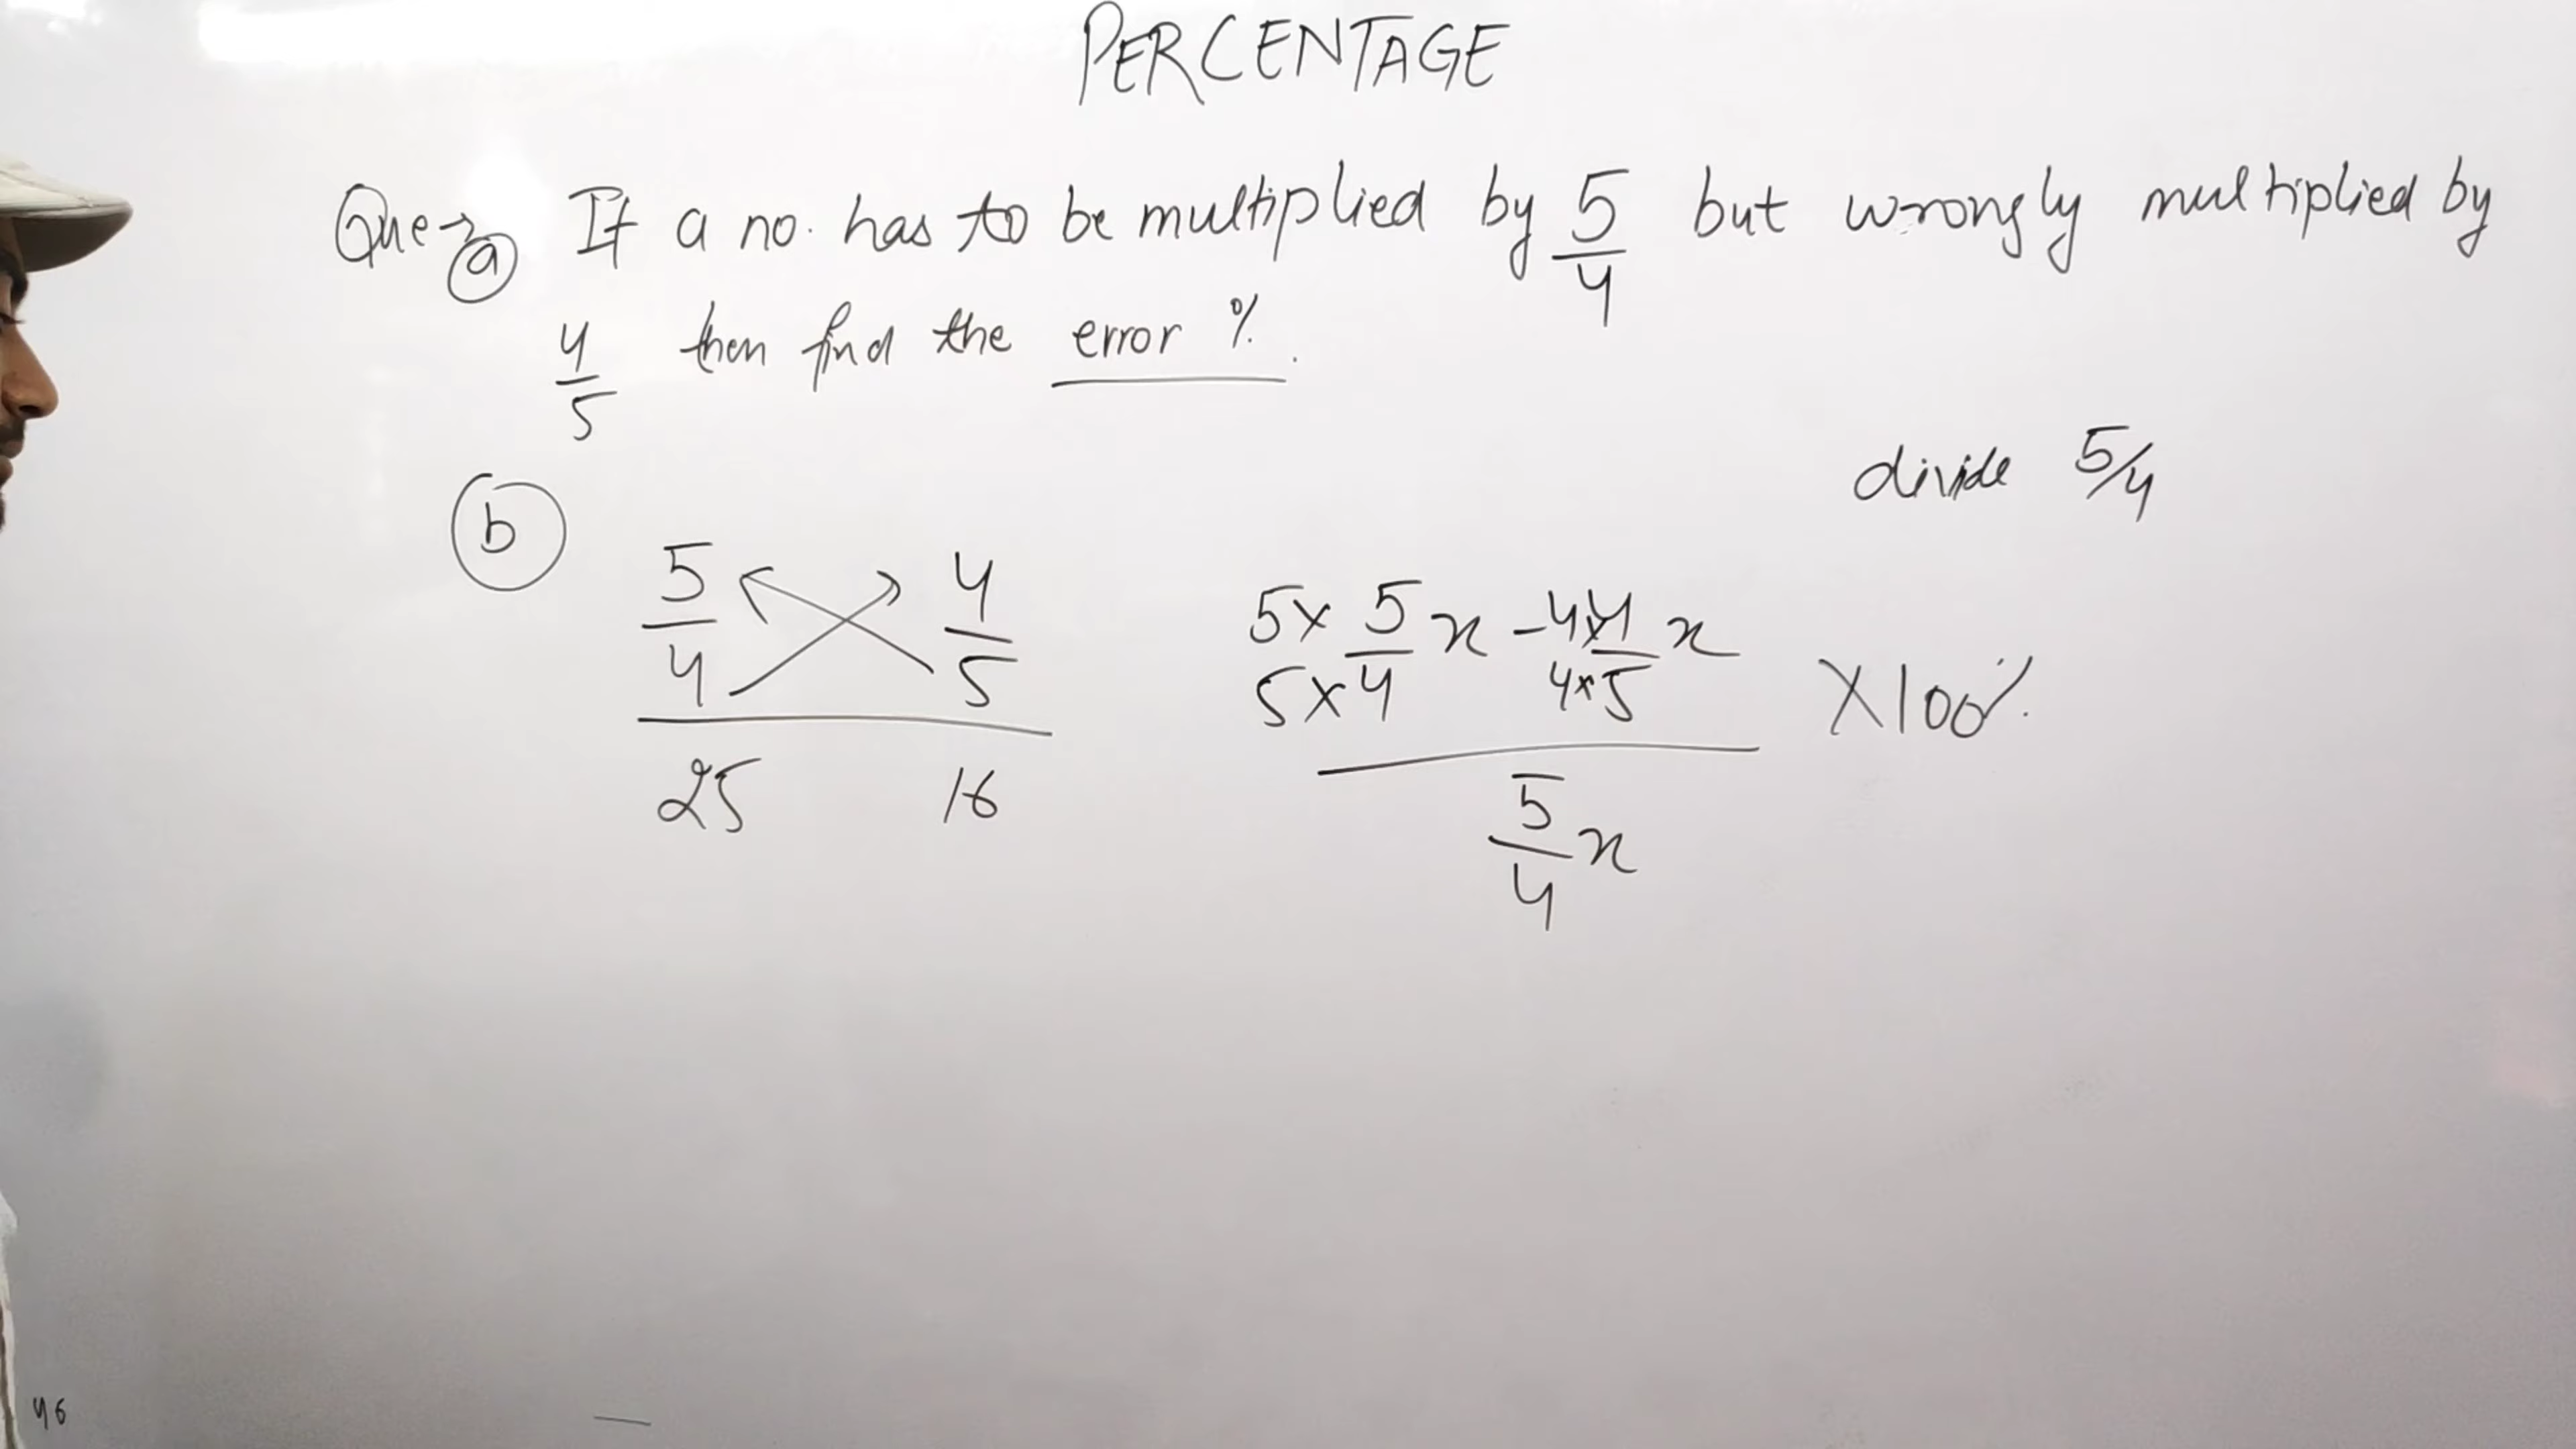 PERCENTAGE
Que→ a If a no. has to be multiplied by 5/4 but wrongly multiplied by
4/5 then find the error %.
divide 5/4
b
5/4 4/5
25 16
5× 5/5×4 x - 4×4/4×5 x ×100%
5/4 x
46